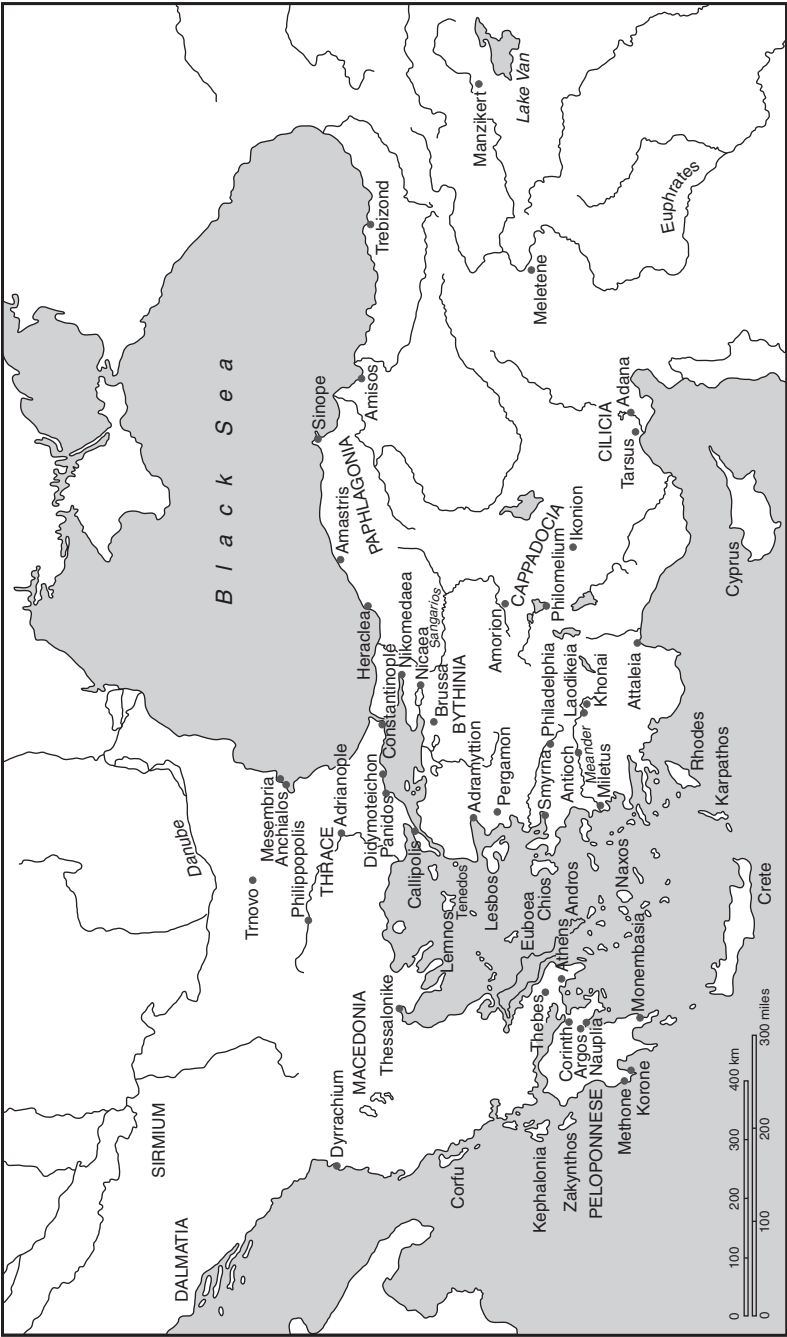 DALMATIA
SIRMIUM
Danube
Trnovo
Mesembria
Anchialos
Philippopolis
THRACE
Adrianople
Black Sea
Dyrrachium
MACEDONIA
Thessalonike
Didymoteichon
Panidos
Callipolis
Constantinople
Heraclea
Amastris
PAPHLAGONIA
Sinope
Amisos
Trebizond
Nikomedaea
Nicaea
Sangarios
Brussa
BYTHINIA
Manzikert
Lake Van
Corfu
Lemnos
Tenedos
Adramyttion
Pergamon
Lesbos
Amorion
CAPPADOCIA
Philomelium
Ikonion
Meletene
Euphrates
Kephalonia
Zakynthos
PELOPONNESE
Thebes
Corinth
Argos
Nauplia
Methone
Korone
Monembasia
Euboea
Athens
Chios
Andros
Naxos
Smyrna
Philadelphia
Antioch
Laodikeia
Meander
Khonai
Miletus
Attaleia
CILICIA
Tarsus
Adana
Cyprus
Rhodes
Karpathos
Crete
0 100 200 300 400 km
0 100 200 300 miles